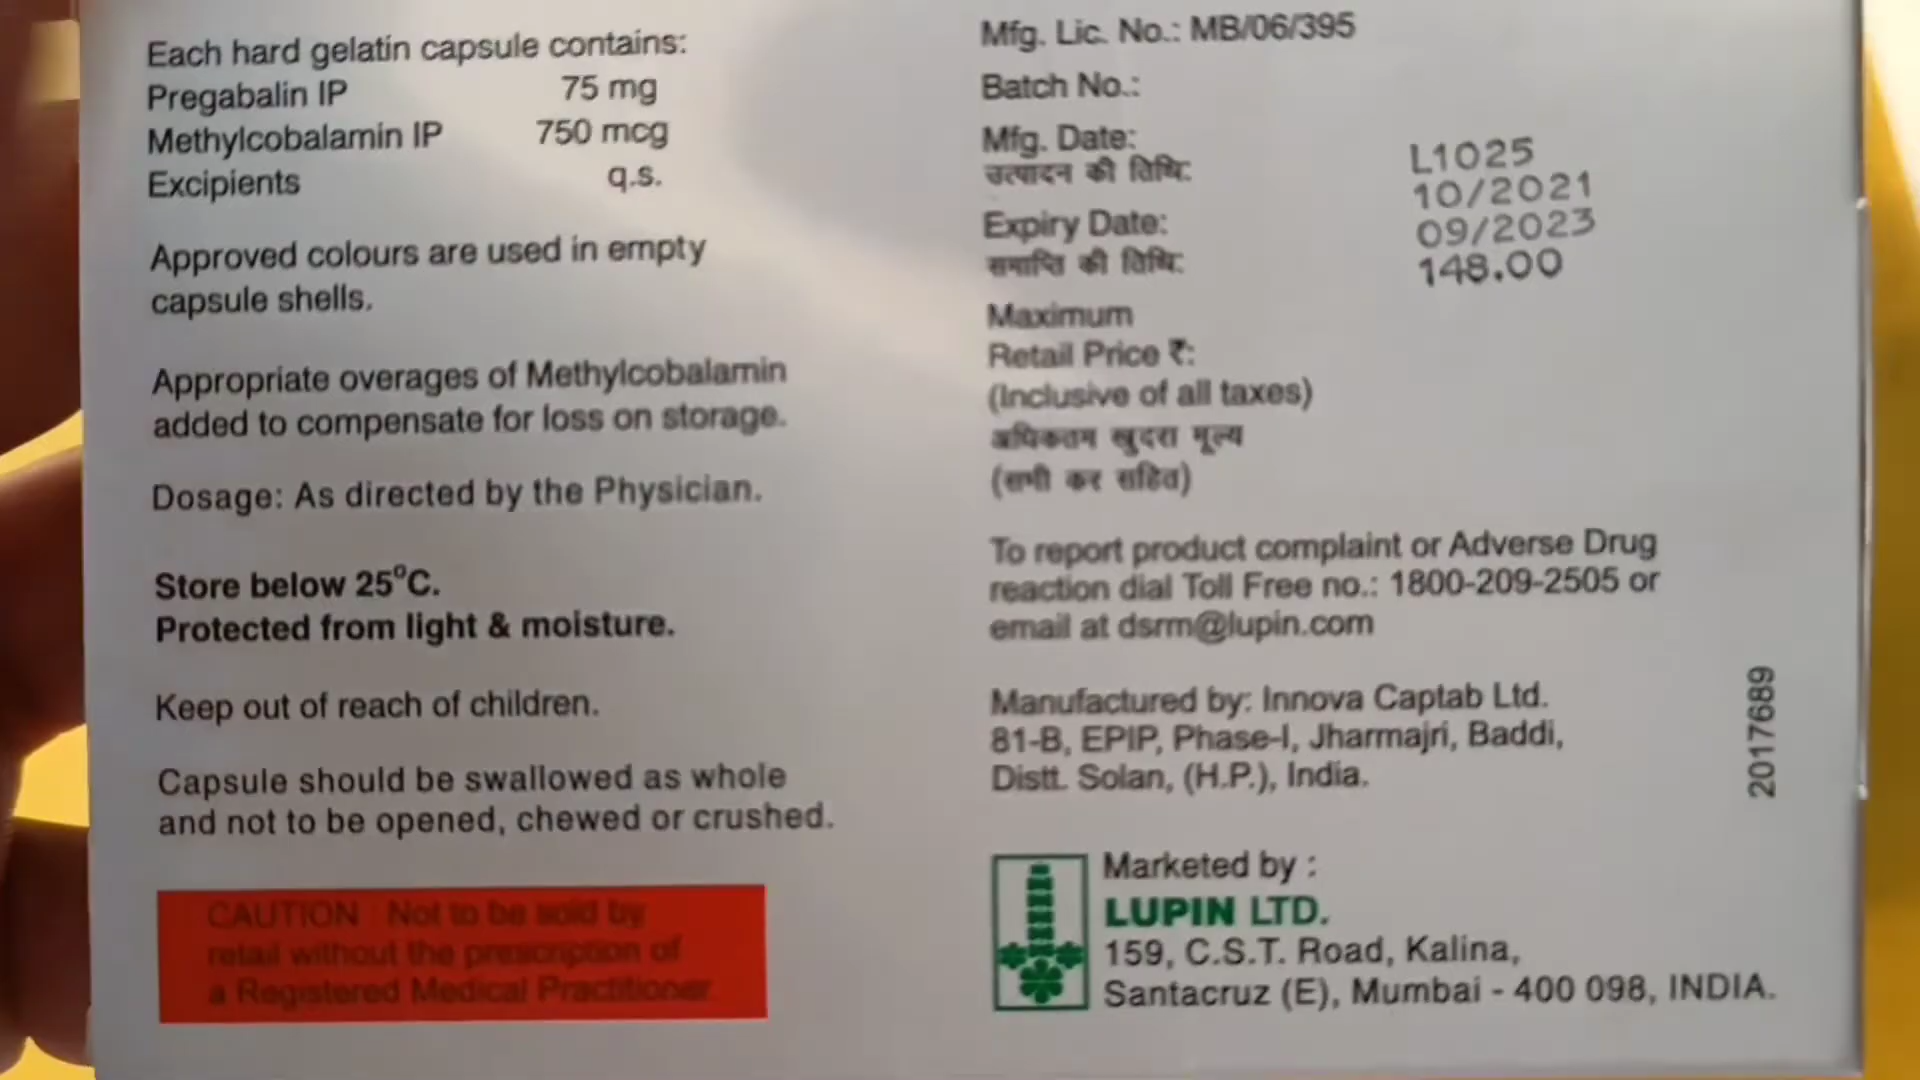 Each hard gelatin capsule contains:
Pregabalin IP 75 mg
Methylcobalamin IP 750 mcg
Excipients q.s.
Approved colours are used in empty
capsule shells.
Appropriate overages of Methylcobalamin
added to compensate for loss on storage.
Dosage: As directed by the Physician.
Store below 25°C.
Protected from light & moisture.
Keep out of reach of children.
Capsule should be swallowed as whole
and not to be opened, chewed or crushed.
CAUTION : Not to be sold by
retail without the prescription of
a Registered Medical Practitioner
Mfg. Lic. No.: MB/06/395
Batch No.:
Mfg. Date:
उत्पादन की तिथि:
Expiry Date:
समाप्ति की तिथि:
L1025
10/2021
09/2023
148.00
Maximum
Retail Price ₹:
(Inclusive of all taxes)
अधिकतम खुदरा मूल्य
(सभी कर सहित)
To report product complaint or Adverse Drug
reaction dial Toll Free no.: 1800-209-2505 or
email at dsrm@lupin.com
Manufactured by: Innova Captab Ltd.
81-B, EPIP, Phase-I, Jharmajri, Baddi,
Distt. Solan, (H.P.), India.
2017689
Marketed by :
LUPIN LTD.
159, C.S.T. Road, Kalina,
Santacruz (E), Mumbai - 400 098, INDIA.